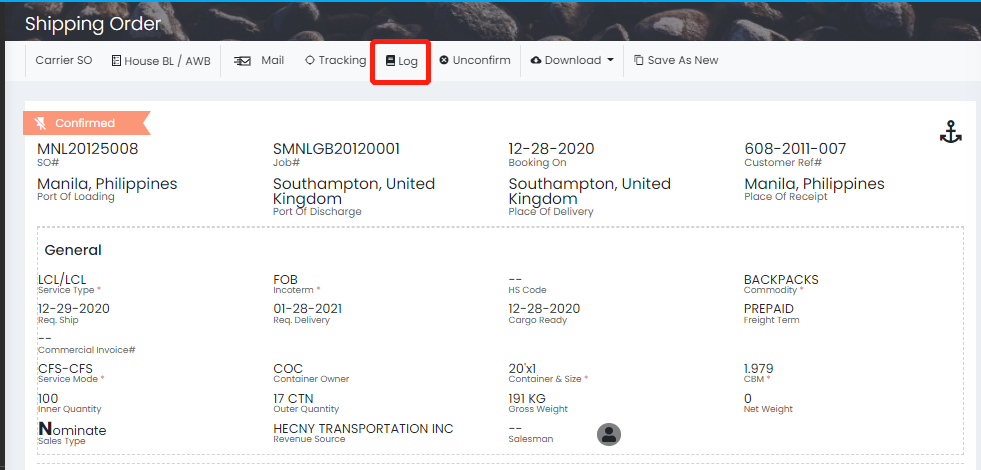 Shipping Order
Carrier SO House BL / AWB Mail Tracking Log Unconfirm Download Save As New
Confirmed
MNL20125008 SMNLGB20120001 12-28-2020 608-2011-007
SO# Job# Booking On Customer Ref#
Manila, Philippines Southampton, United Kingdom Southampton, United Kingdom Manila, Philippines
Port Of Loading Port Of Discharge Place Of Delivery Place Of Receipt
General
LCL/LCL FOB -- BACKPACKS
Service Type * Incoterm * HS Code Commodity *
12-29-2020 01-28-2021 12-28-2020 PREPAID
Req. Ship Req. Delivery Cargo Ready Freight Term
--
Commercial Invoice#
CFS-CFS COC 20'x1 1.979
Service Mode * Container Owner Container & Size * CBM *
100 17 CTN 191 KG 0
Inner Quantity Outer Quantity Gross Weight Net Weight
Nominate HECNY TRANSPORTATION INC --
Sales Type Revenue Source Salesman